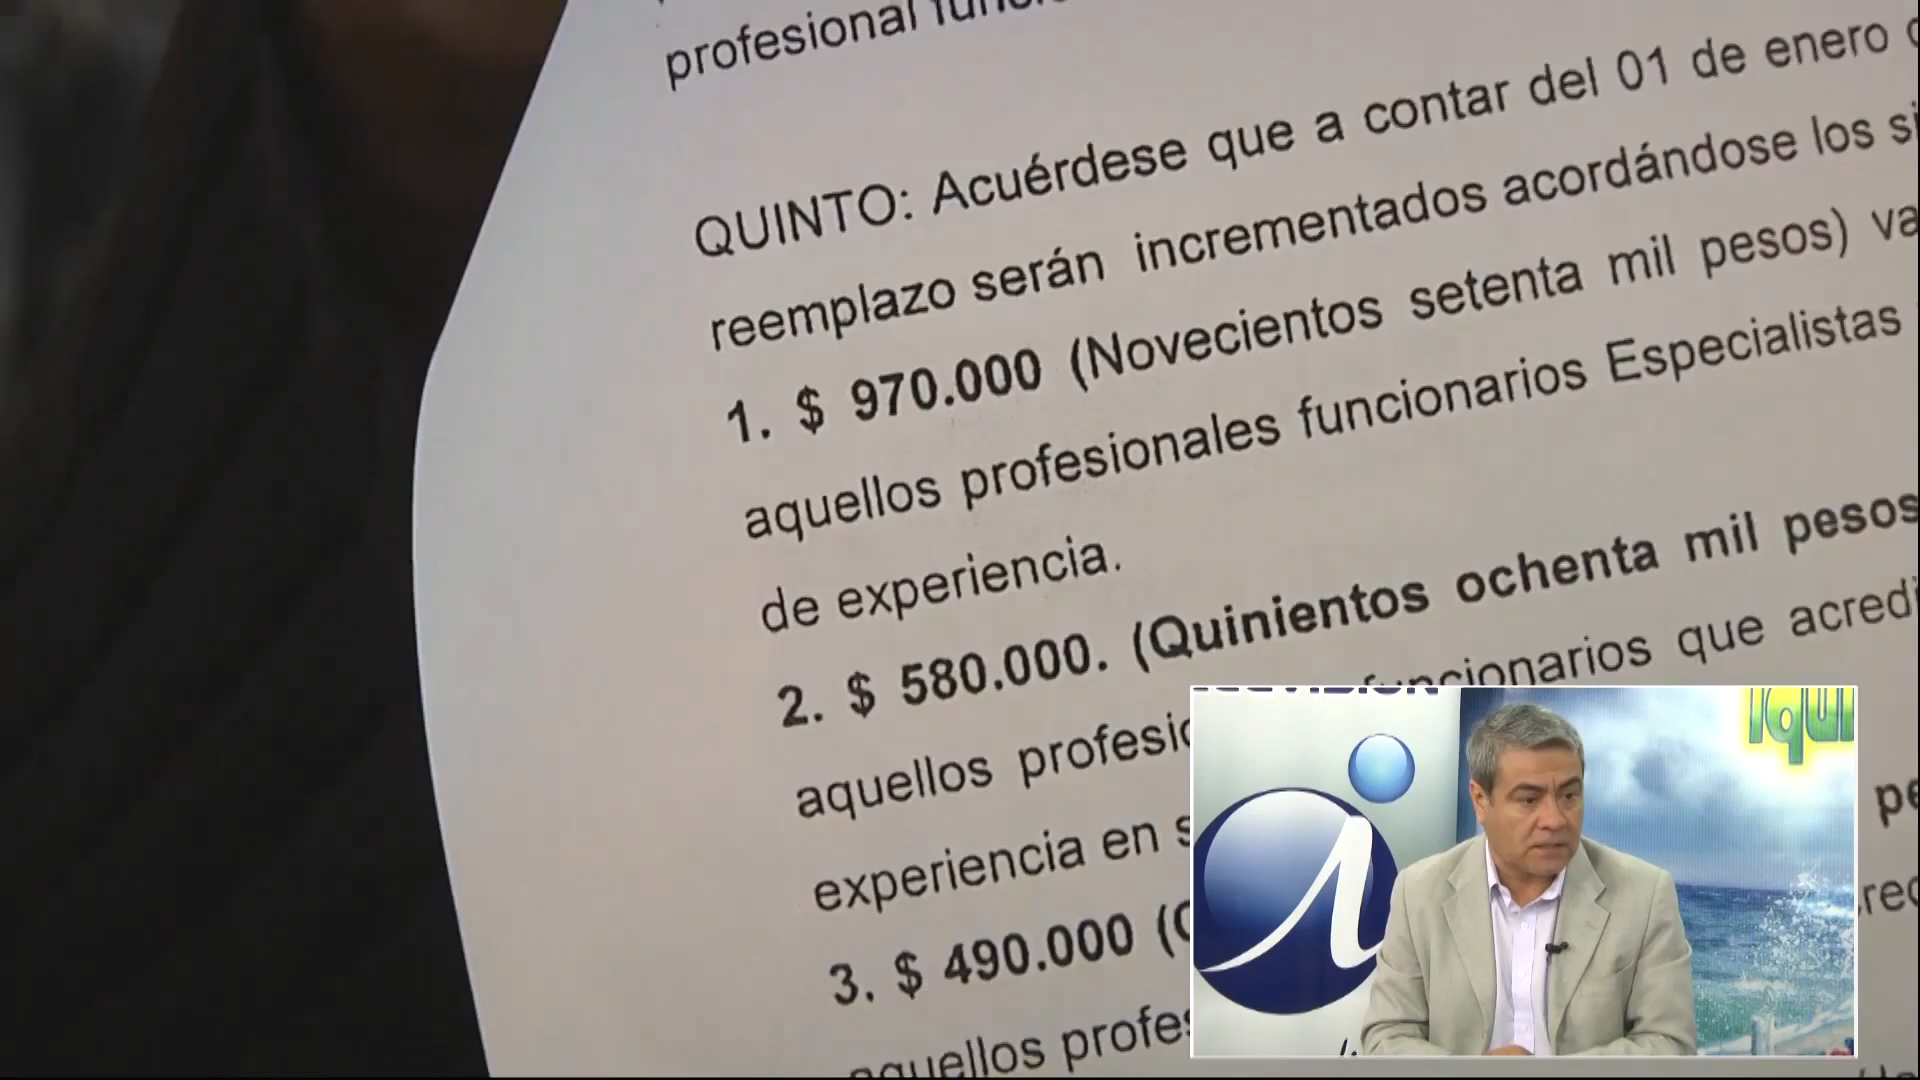 profesional
QUINTO: Acuérdese que a contar del 01 de enero
reemplazo serán incrementados acordándose los
1. $ 970.000 (Novecientos setenta mil pesos)
aquellos profesionales funcionarios Especialistas
de experiencia.
2. $ 580.000. (Quinientos ochenta mil pesos
aquellos funcionarios que
experiencia en
3. $ 490.000
aquellos